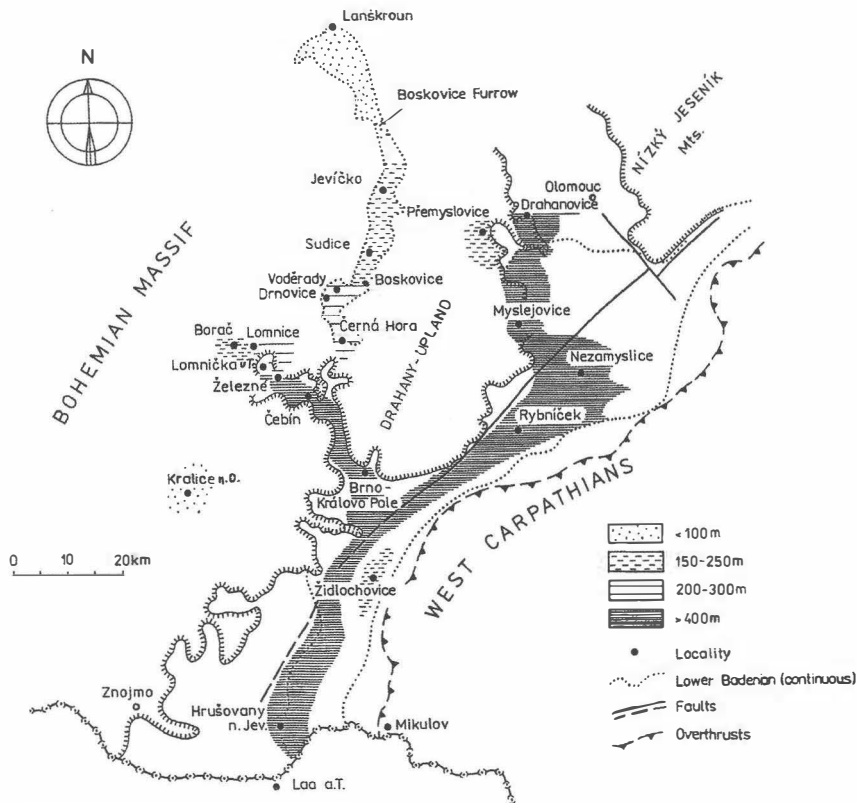 Lanškroun
N
Boskovice Furrow
NÍZKÝ JESENÍK
Mts.
Jevíčko
Olomouc
Přemyslovice
Drahanovice
Sudice
BOHEMIAN MASSIF
Voděrady
Boskovice
Drnovice
Borač
Lomnice
Černá Hora
Myslejovice
DRAHANY-UPLAND
Nezamyslice
Železné
Čebín
Rybníček
Kralice n.O.
Brno-
Královo Pole
WEST CARPATHIANS
0 10 20km
Židlochovice
<100m
150-250m
200-300m
>400m
Locality
Lower Badenian (continuous)
Faults
Overthrusts
Znojmo
Hrušovany
n. Jev.
Mikulov
Laa a.T.